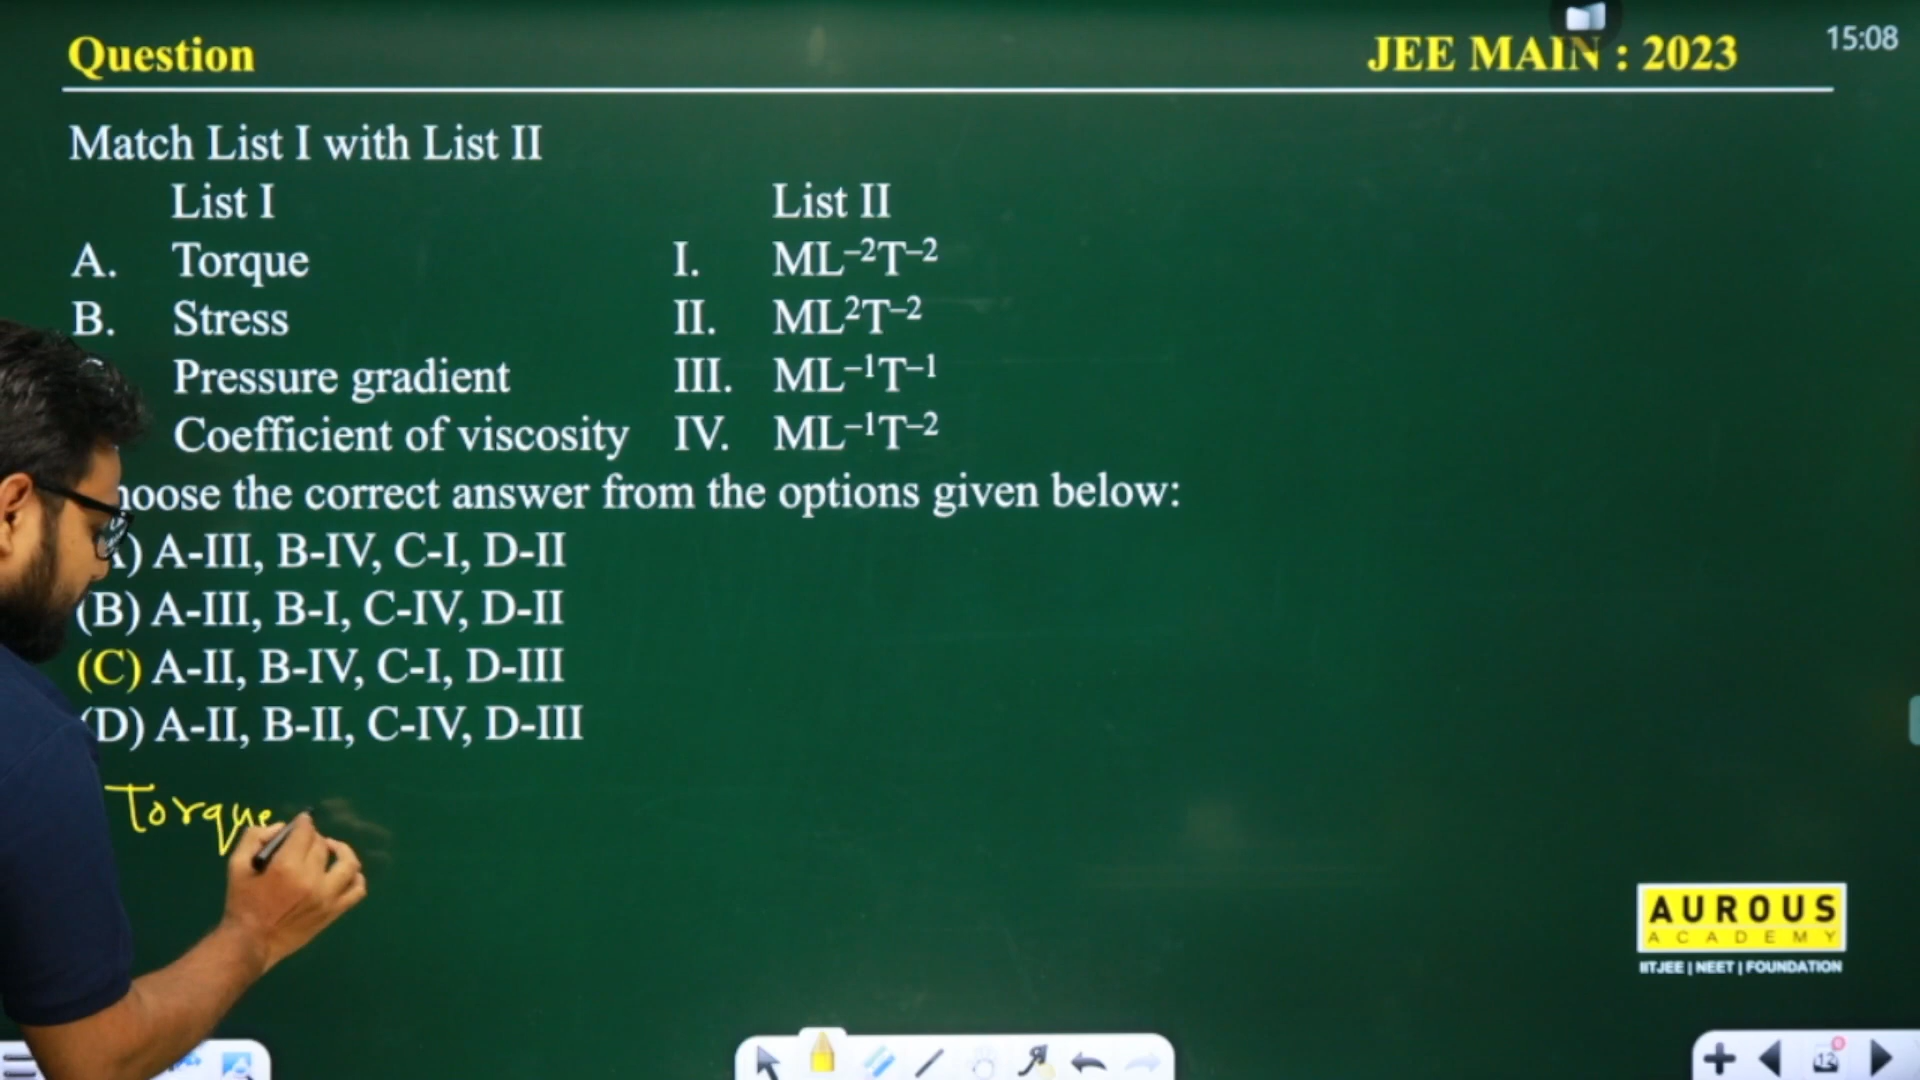 Question
JEE MAIN : 2023
15:08
Match List I with List II
List I List II
A. Torque I. ML⁻²T⁻²
B. Stress II. ML²T⁻²
Pressure gradient III. ML⁻¹T⁻¹
Coefficient of viscosity IV. ML⁻¹T⁻²
hoose the correct answer from the options given below:
A) A-III, B-IV, C-I, D-II
(B) A-III, B-I, C-IV, D-II
(C) A-II, B-IV, C-I, D-III
(D) A-II, B-II, C-IV, D-III
Torque
AUROUS
ACADEMY
IITJEE | NEET | FOUNDATION
12